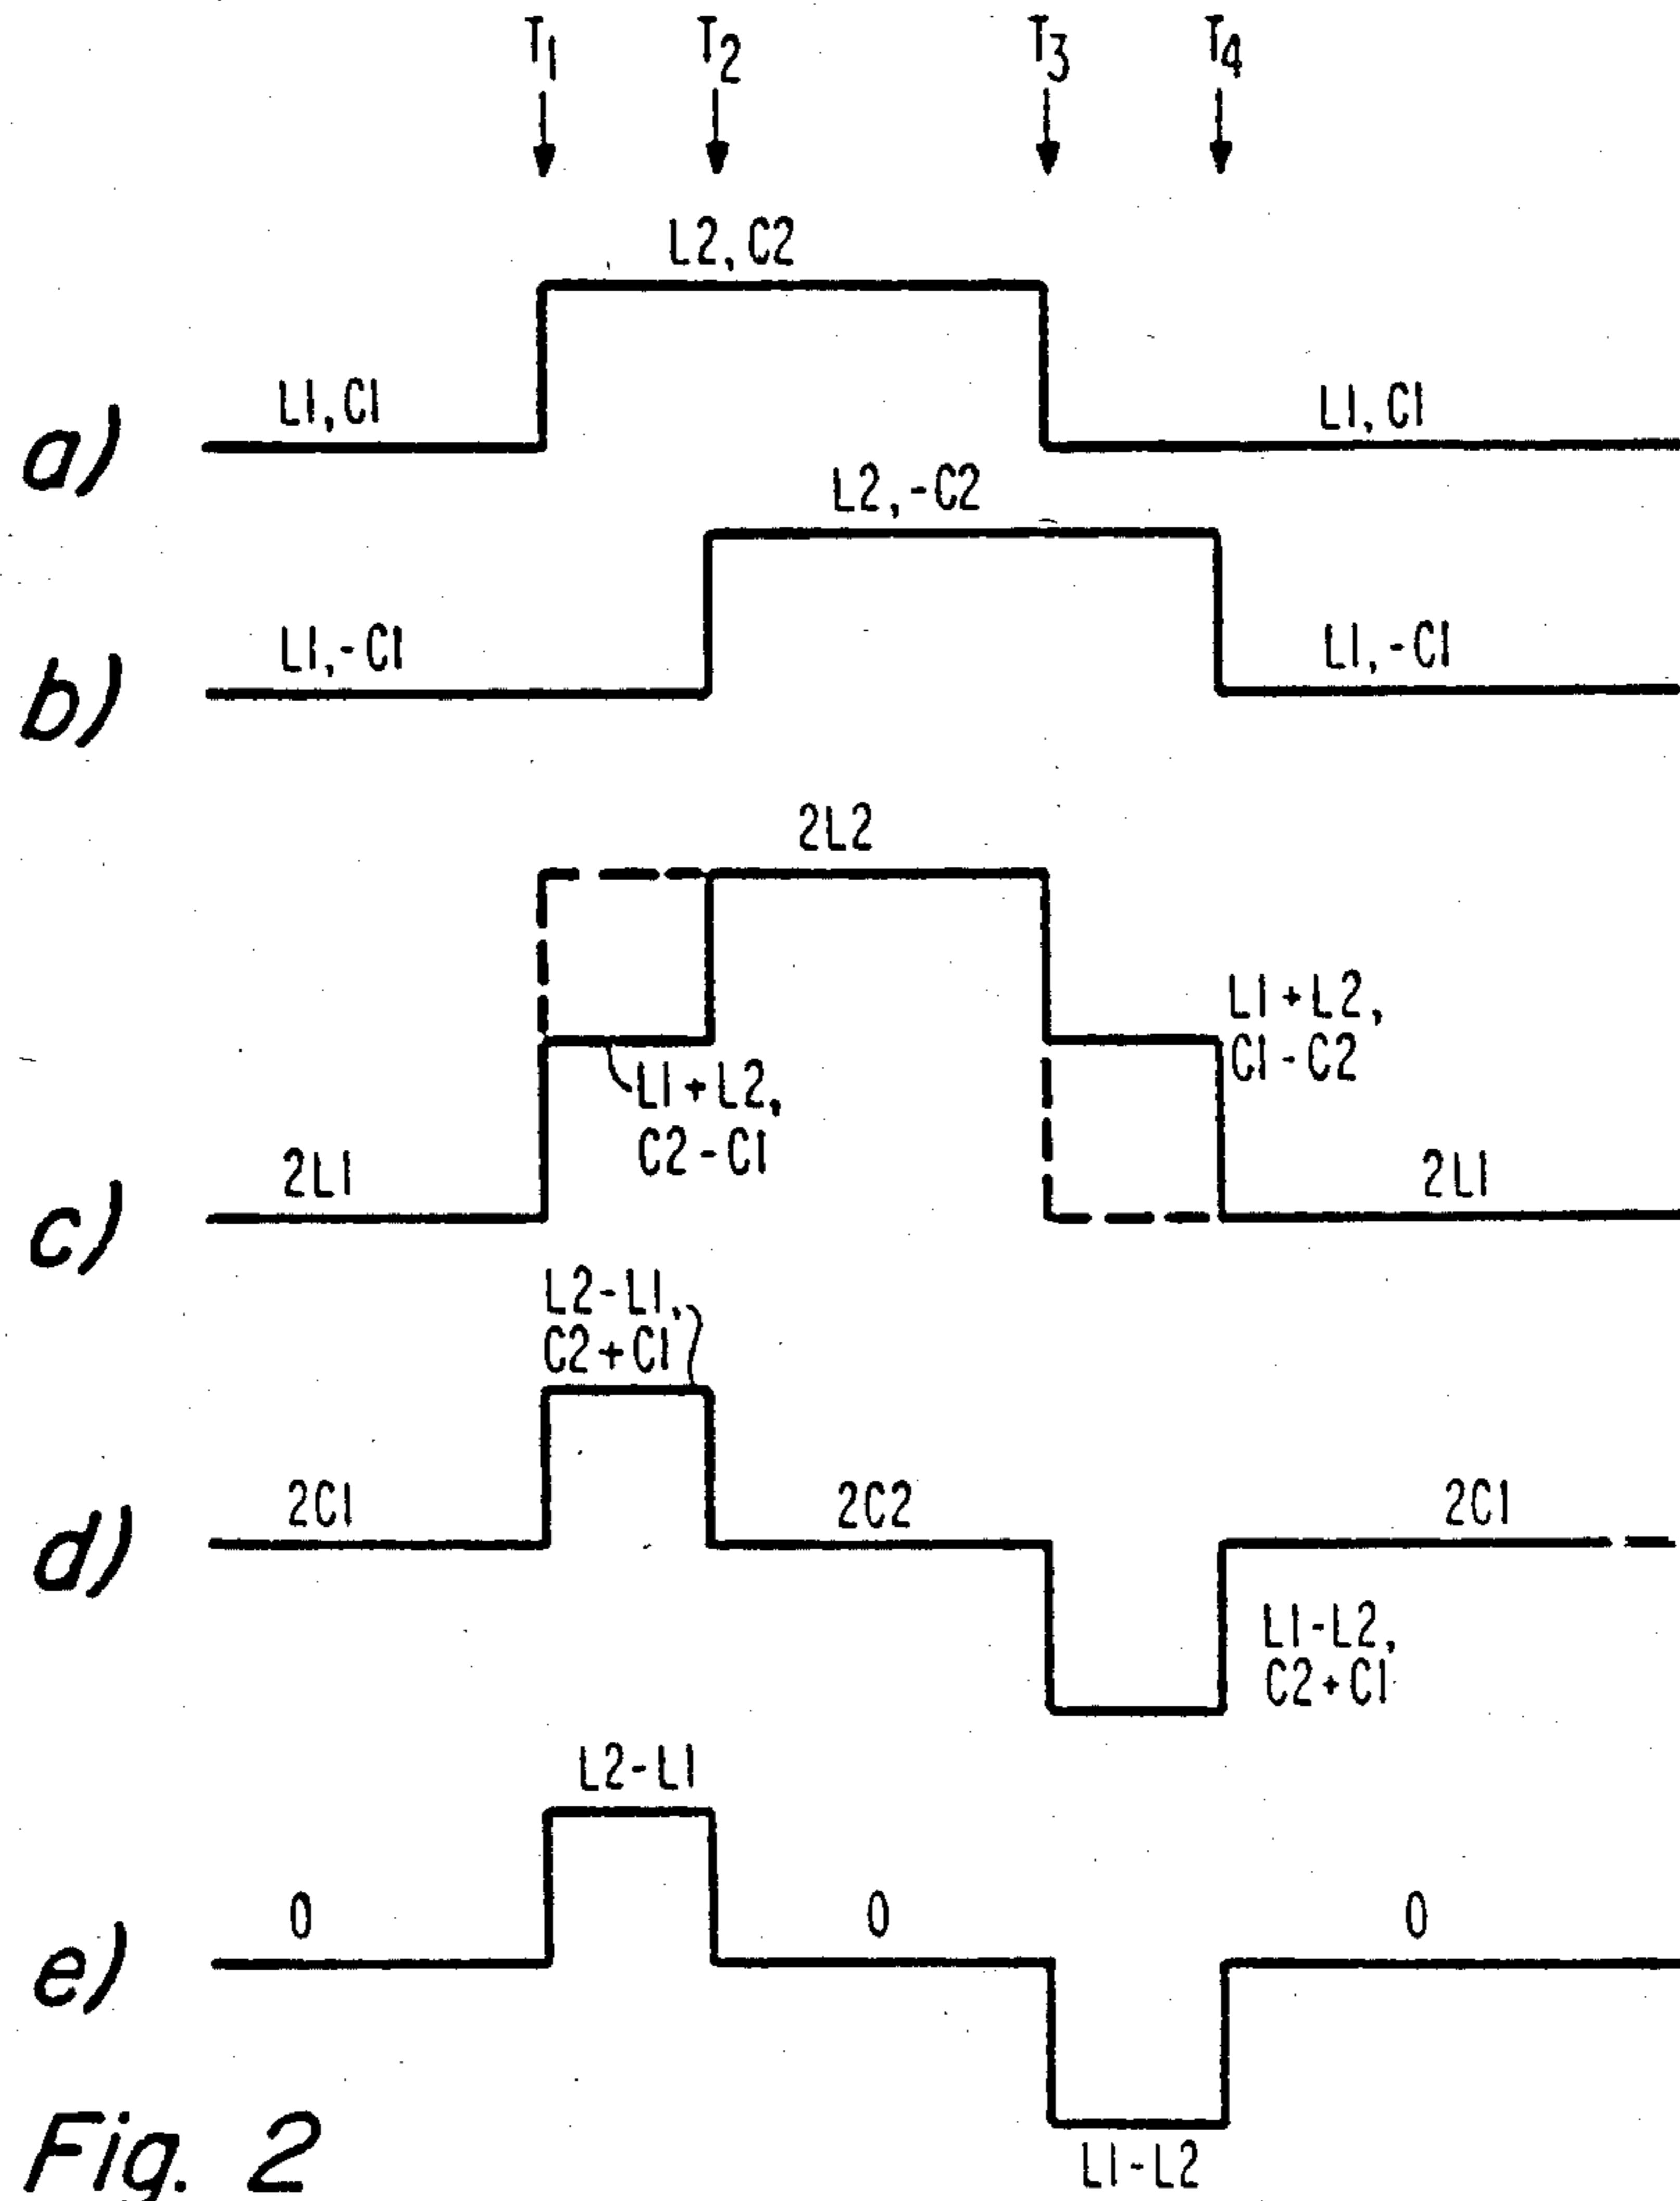 T1 T2 T3 T4
L2, C2
a) L1, C1 L1, C1
L2, -C2
b) L1, -C1 L1, -C1
2L2
L1 + L2,
C1 - C2
L1 + L2,
C2 - C1
c) 2L1 2L1
L2 - L1,
C2 + C1
d) 2C1 2C2 2C1
L1 - L2,
C2 + C1
L2 - L1
e) 0 0 0
L1 - L2
Fig. 2